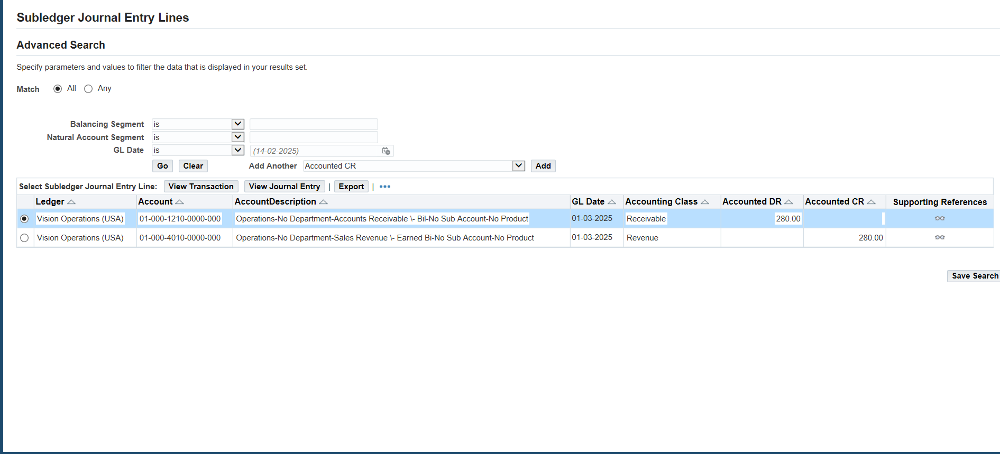 Subledger Journal Entry Lines
Advanced Search
Specify parameters and values to filter the data that is displayed in your results set.
Match All Any
Balancing Segment is
Natural Account Segment is
GL Date is (14-02-2025)
Go Clear Add Another Accounted CR Add
Select Subledger Journal Entry Line: View Transaction View Journal Entry | Export | •••
Ledger Account AccountDescription GL Date Accounting Class Accounted DR Accounted CR Supporting References
Vision Operations (USA) 01-000-1210-0000-000 Operations-No Department-Accounts Receivable \- Bil-No Sub Account-No Product 01-03-2025 Receivable 280.00
Vision Operations (USA) 01-000-4010-0000-000 Operations-No Department-Sales Revenue \- Earned Bi-No Sub Account-No Product 01-03-2025 Revenue 280.00
Save Search